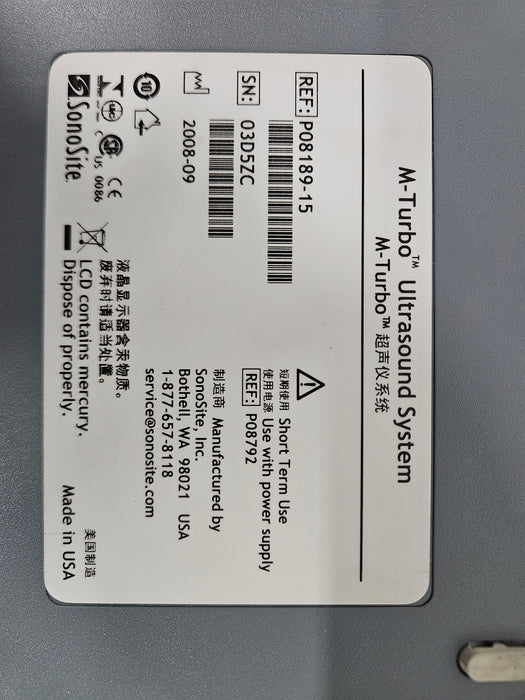 M-Turbo™ Ultrasound System
M-Turbo™ 超声仪系统
REF: P08189-15
SN: 03D5ZC
2008-09
10
C US 0086
CE
SonoSite
短期使用 Short Term Use
使用电源 Use with power supply
REF: P08792
制造商 Manufactured by
SonoSite, Inc.
Bothell, WA 98021 USA
1-877-657-8118
service@sonosite.com
液晶显示器含汞物质。
废弃时请适当处置。
LCD contains mercury.
Dispose of properly.
美国制造
Made in USA